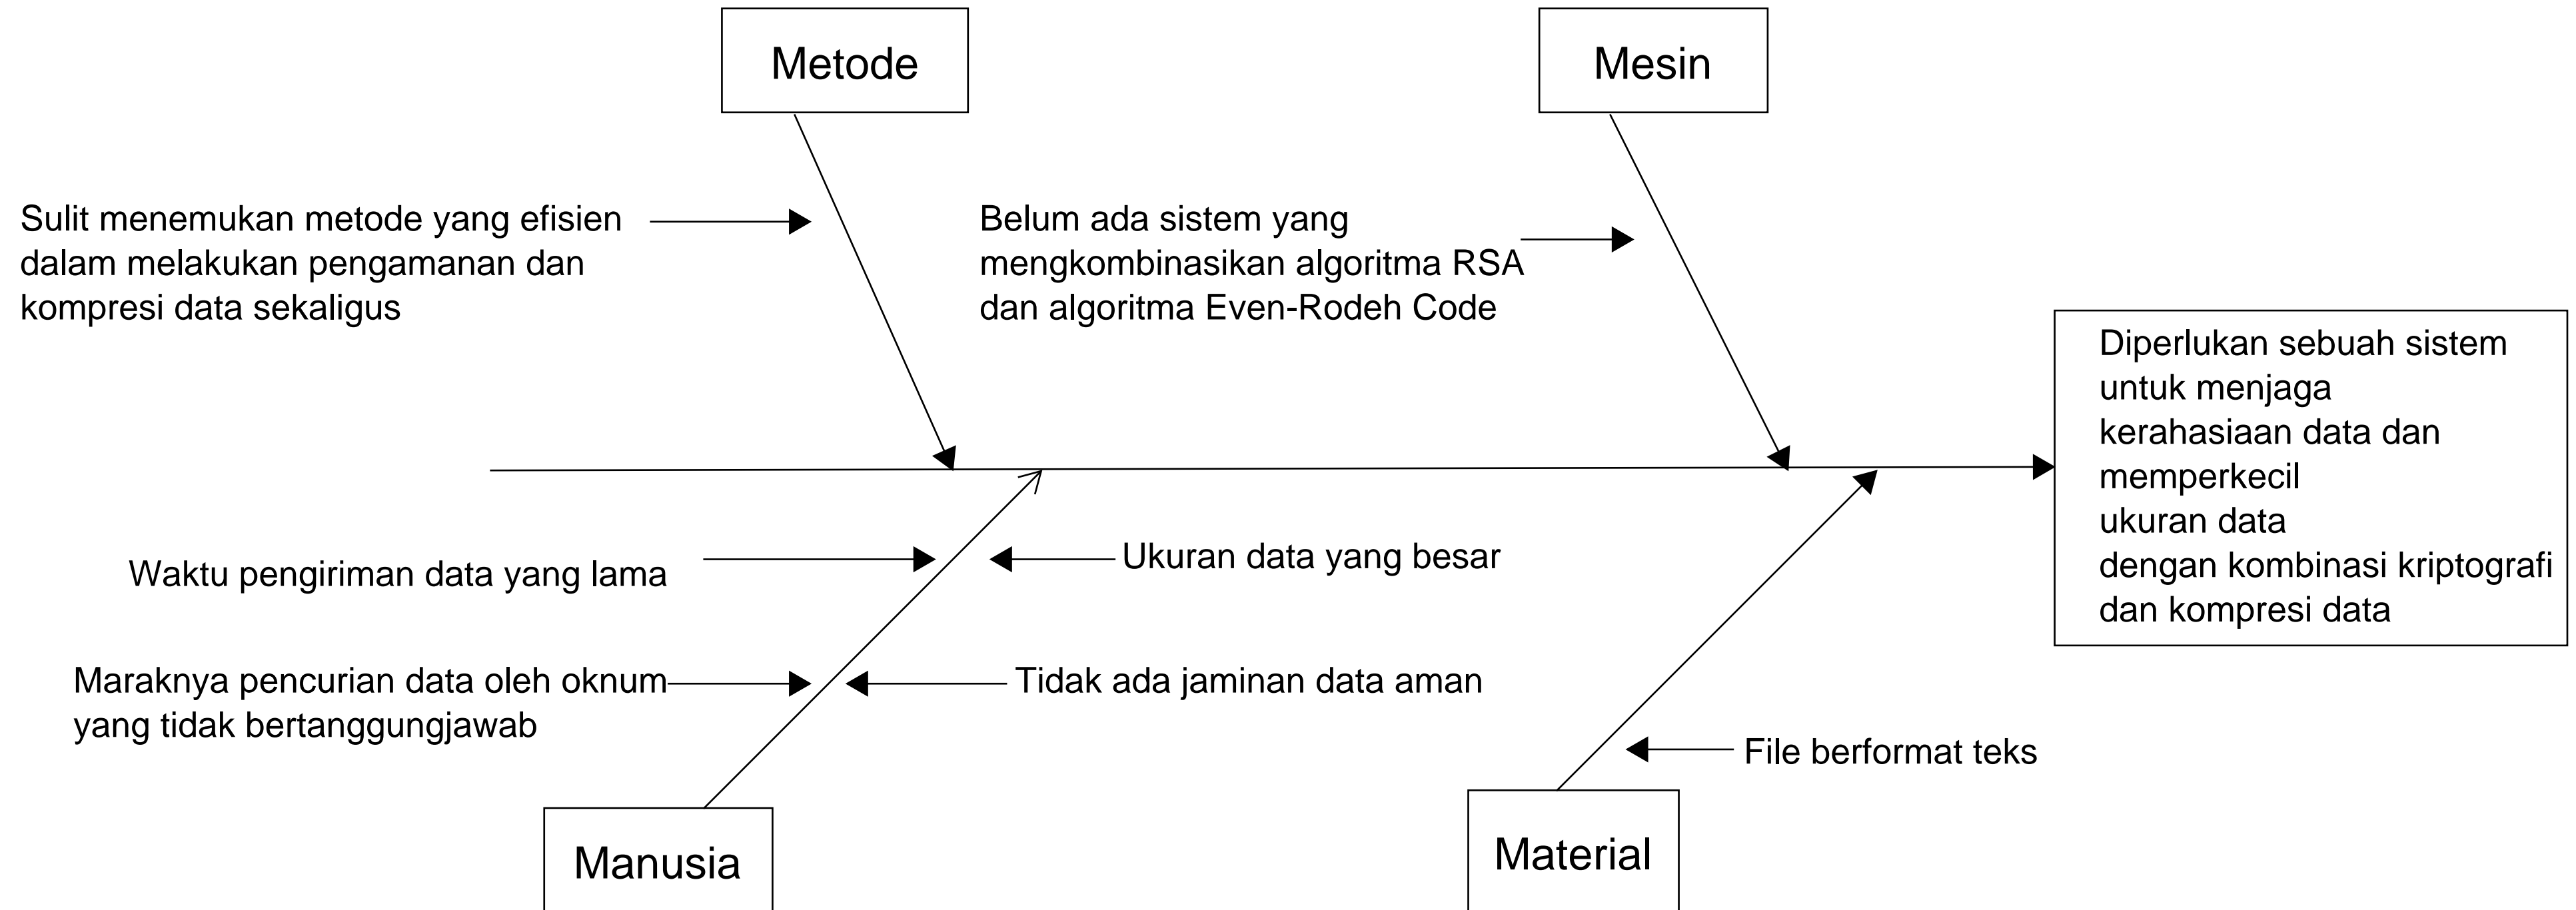 Metode
Mesin
Sulit menemukan metode yang efisien
dalam melakukan pengamanan dan
kompresi data sekaligus
Belum ada sistem yang
mengkombinasikan algoritma RSA
dan algoritma Even-Rodeh Code
Diperlukan sebuah sistem
untuk menjaga
kerahasiaan data dan
memperkecil
ukuran data
dengan kombinasi kriptografi
dan kompresi data
Waktu pengiriman data yang lama
Ukuran data yang besar
Maraknya pencurian data oleh oknum
yang tidak bertanggungjawab
Tidak ada jaminan data aman
File berformat teks
Manusia
Material